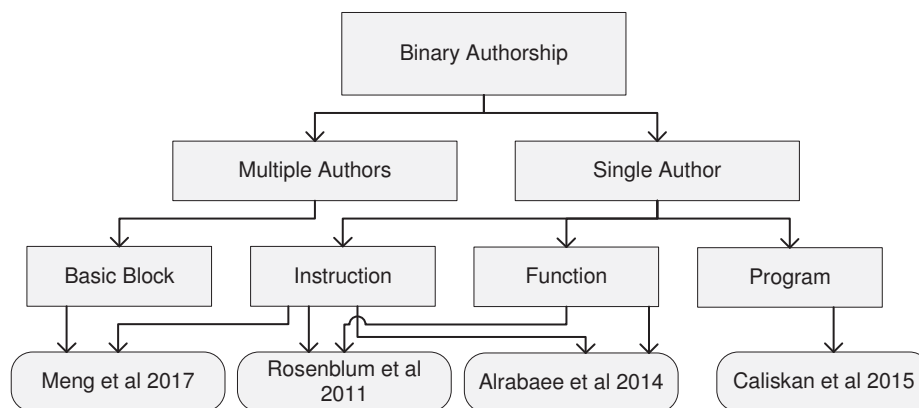 Binary Authorship
Multiple Authors
Single Author
Basic Block
Instruction
Function
Program
Meng et al 2017
Rosenblum et al
2011
Alrabaee et al 2014
Caliskan et al 2015